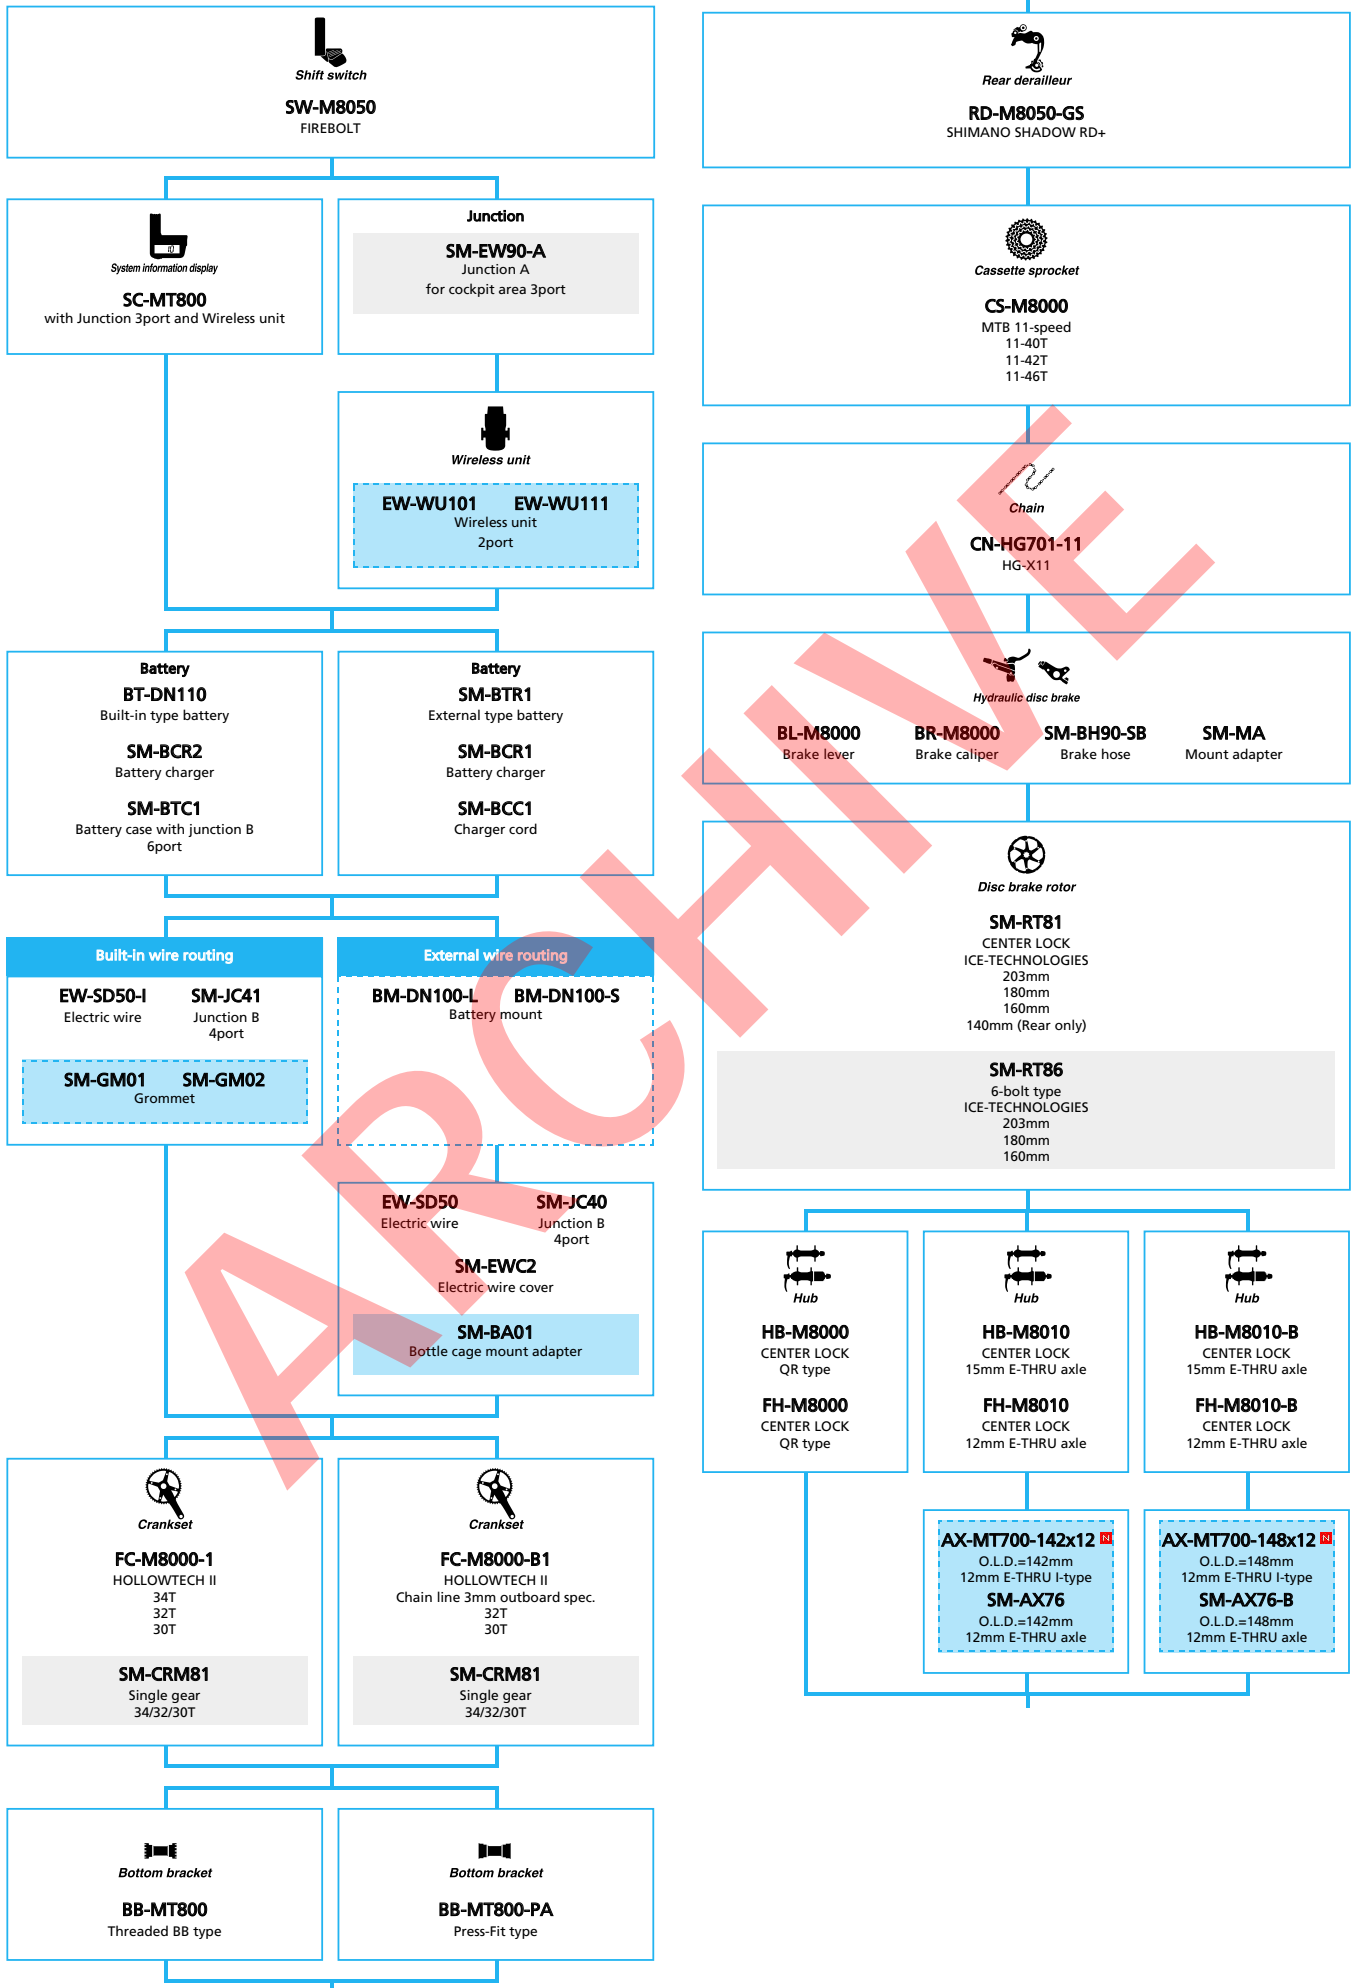 Shift switch
SW-M8050
FIREBOLT
System information display
SC-MT800
with Junction 3port and Wireless unit
Junction
SM-EW90-A
Junction A
for cockpit area 3port
Wireless unit
EW-WU101 EW-WU111
Wireless unit
2port
Battery
BT-DN110
Built-in type battery
SM-BCR2
Battery charger
SM-BTC1
Battery case with junction B
6port
Battery
SM-BTR1
External type battery
SM-BCR1
Battery charger
SM-BCC1
Charger cord
Built-in wire routing
EW-SD50-I SM-JC41
Electric wire Junction B
4port
SM-GM01 SM-GM02
Grommet
External wire routing
BM-DN100-L BM-DN100-S
Battery mount
EW-SD50 SM-JC40
Electric wire Junction B
4port
SM-EWC2
Electric wire cover
SM-BA01
Bottle cage mount adapter
Crankset
FC-M8000-1
HOLLOWTECH II
34T
32T
30T
SM-CRM81
Single gear
34/32/30T
Crankset
FC-M8000-B1
HOLLOWTECH II
Chain line 3mm outboard spec.
32T
30T
SM-CRM81
Single gear
34/32/30T
Bottom bracket
BB-MT800
Threaded BB type
Bottom bracket
BB-MT800-PA
Press-Fit type
Rear derailleur
RD-M8050-GS
SHIMANO SHADOW RD+
Cassette sprocket
CS-M8000
MTB 11-speed
11-40T
11-42T
11-46T
Chain
CN-HG701-11
HG-X11
Hydraulic disc brake
BL-M8000 BR-M8000 SM-BH90-SB SM-MA
Brake lever Brake caliper Brake hose Mount adapter
Disc brake rotor
SM-RT81
CENTER LOCK
ICE-TECHNOLOGIES
203mm
180mm
160mm
140mm (Rear only)
SM-RT86
6-bolt type
ICE-TECHNOLOGIES
203mm
180mm
160mm
Hub
HB-M8000
CENTER LOCK
QR type
FH-M8000
CENTER LOCK
QR type
Hub
HB-M8010
CENTER LOCK
15mm E-THRU axle
FH-M8010
CENTER LOCK
12mm E-THRU axle
Hub
HB-M8010-B
CENTER LOCK
15mm E-THRU axle
FH-M8010-B
CENTER LOCK
12mm E-THRU axle
AX-MT700-142x12 N
O.L.D.=142mm
12mm E-THRU I-type
SM-AX76
O.L.D.=142mm
12mm E-THRU axle
AX-MT700-148x12 N
O.L.D.=148mm
12mm E-THRU I-type
SM-AX76-B
O.L.D.=148mm
12mm E-THRU axle
ARCHIVE